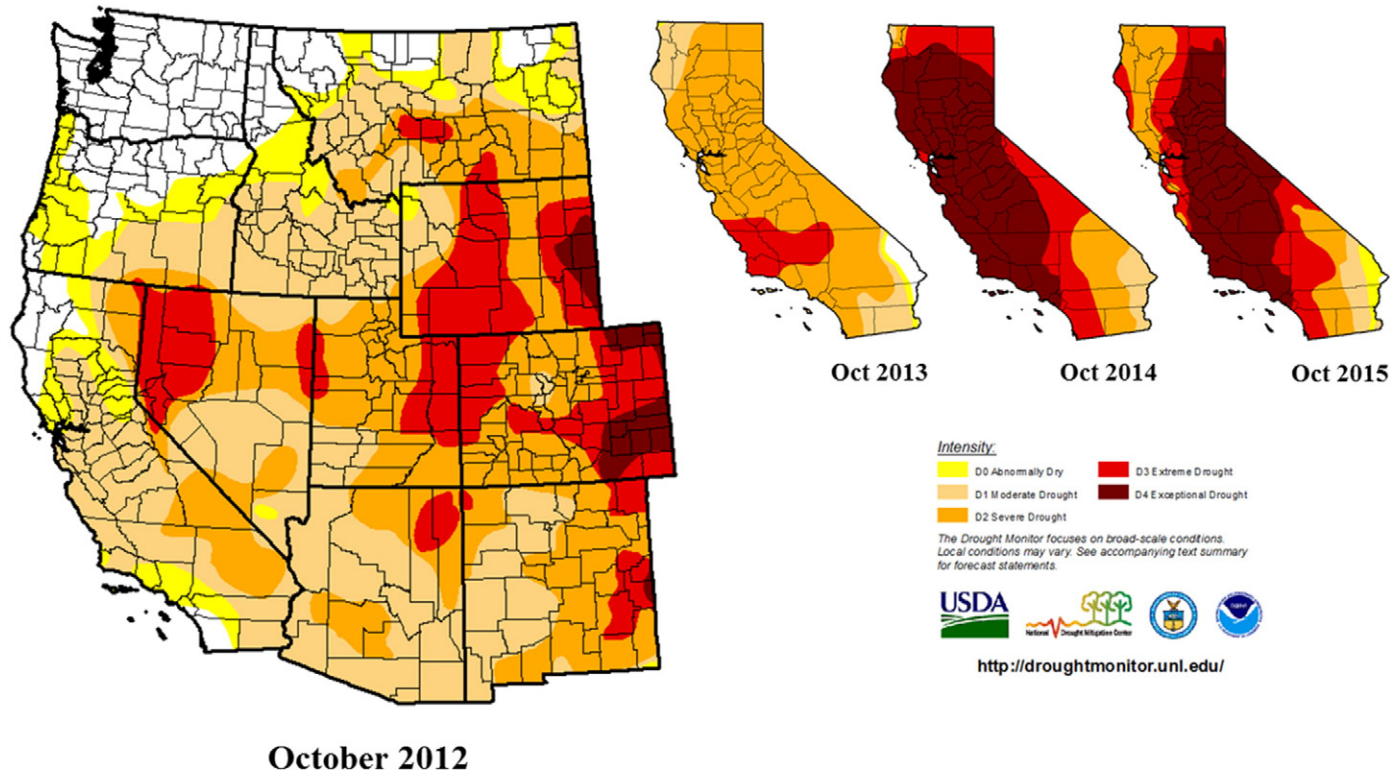 Oct 2013
Oct 2014
Oct 2015
Intensity:
D0 Abnormally Dry
D3 Extreme Drought
D1 Moderate Drought
D4 Exceptional Drought
D2 Severe Drought
The Drought Monitor focuses on broad-scale conditions.
Local conditions may vary. See accompanying text summary
for forecast statements.
USDA
National Drought Mitigation Center
http://droughtmonitor.unl.edu/
October 2012